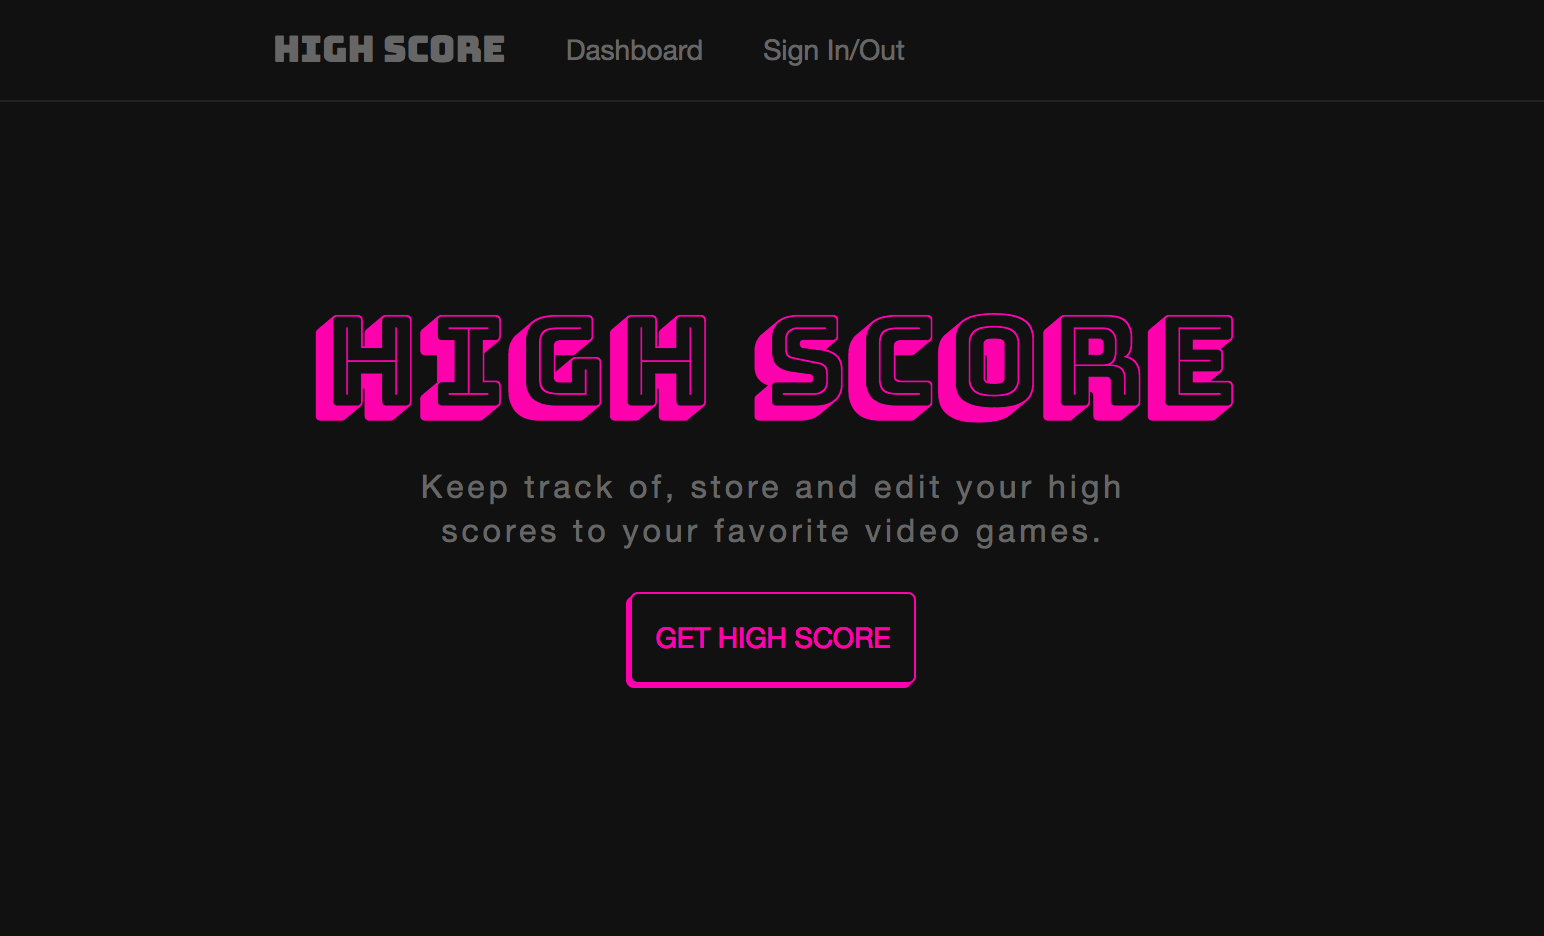 HIGH SCORE
Dashboard
Sign In/Out
HIGH SCORE
Keep track of, store and edit your high
scores to your favorite video games.
GET HIGH SCORE